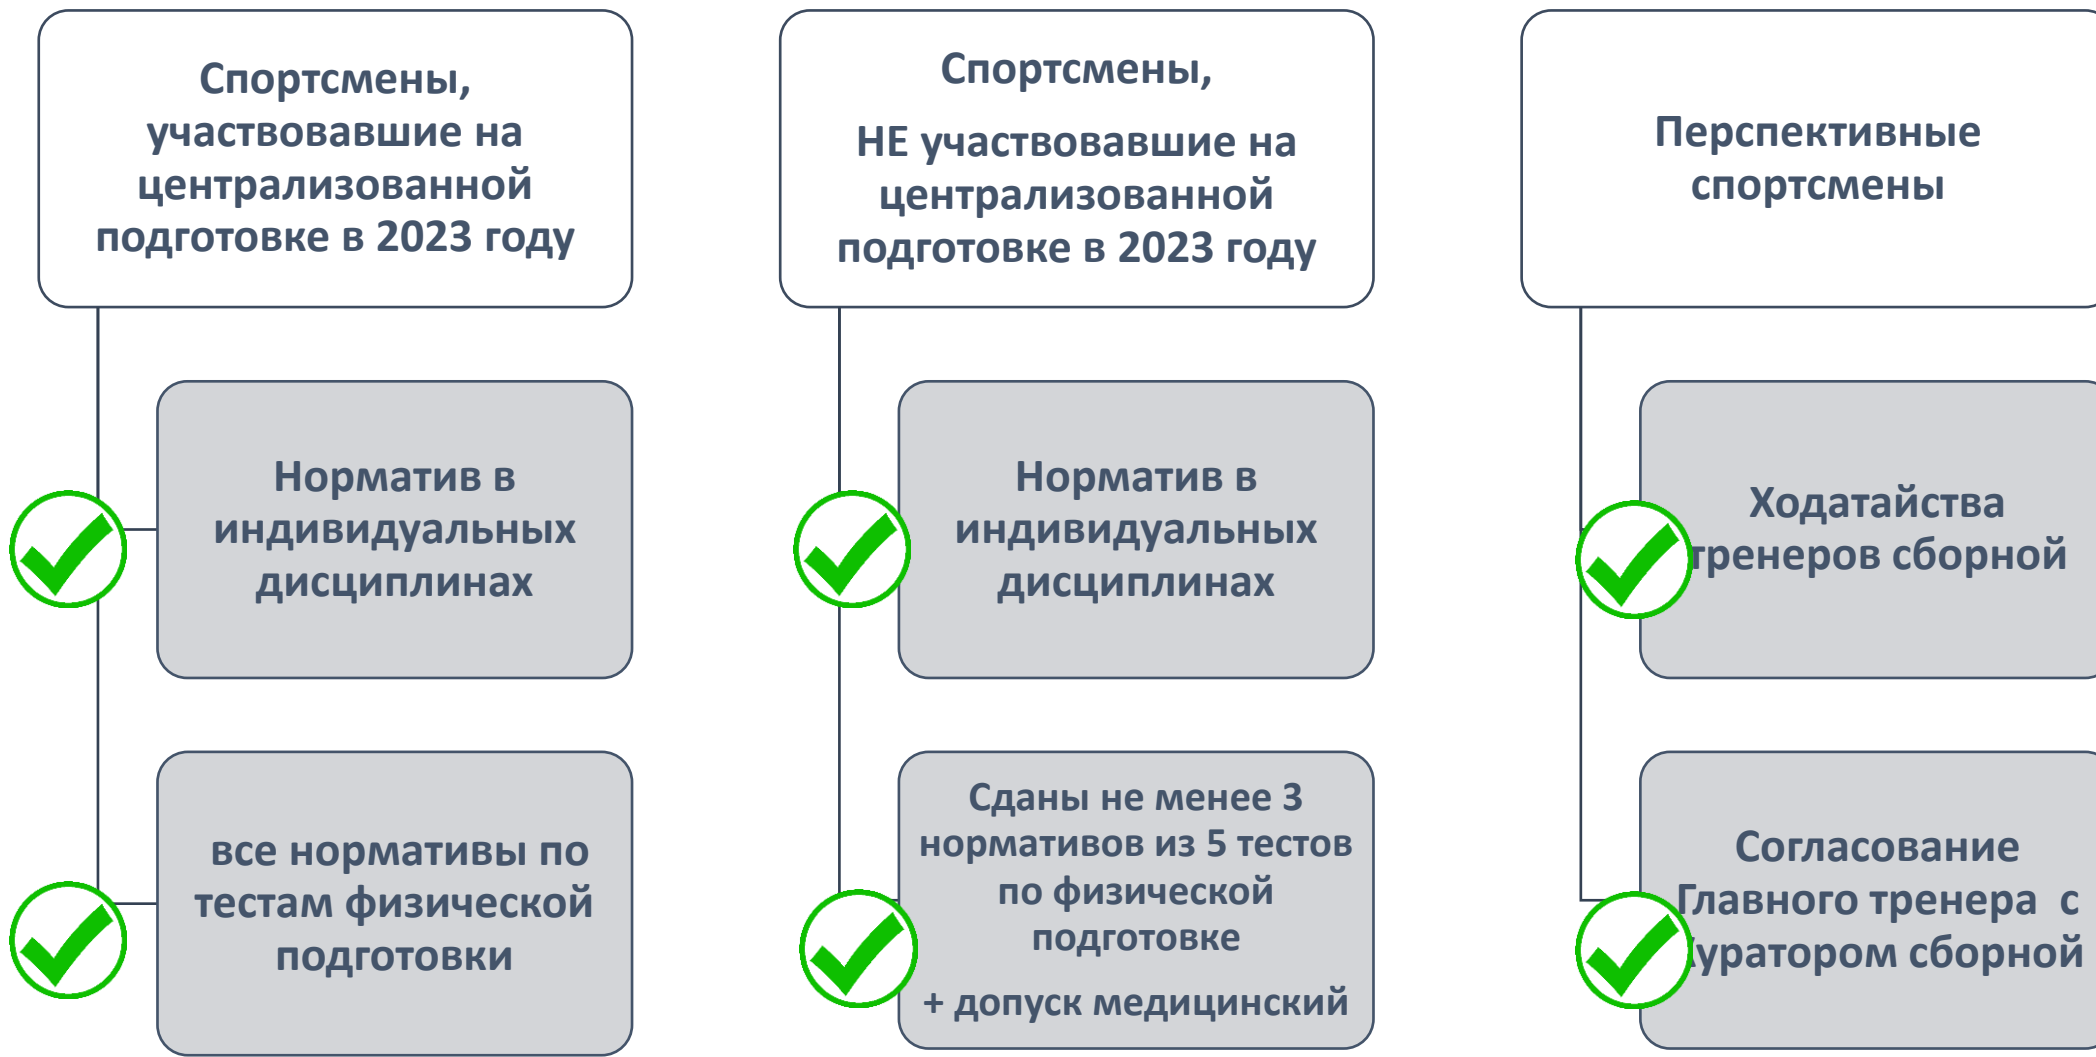 Спортсмены,
участвовавшие на
централизованной
подготовке в 2023 году
Норматив в
индивидуальных
дисциплинах
все нормативы по
тестам физической
подготовки
Спортсмены,
НЕ участвовавшие на
централизованной
подготовке в 2023 году
Норматив в
индивидуальных
дисциплинах
Сданы не менее 3
нормативов из 5 тестов
по физической
подготовке
+ допуск медицинский
Перспективные
спортсмены
Ходатайства
тренеров сборной
Согласование
Главного тренера с
Куратором сборной